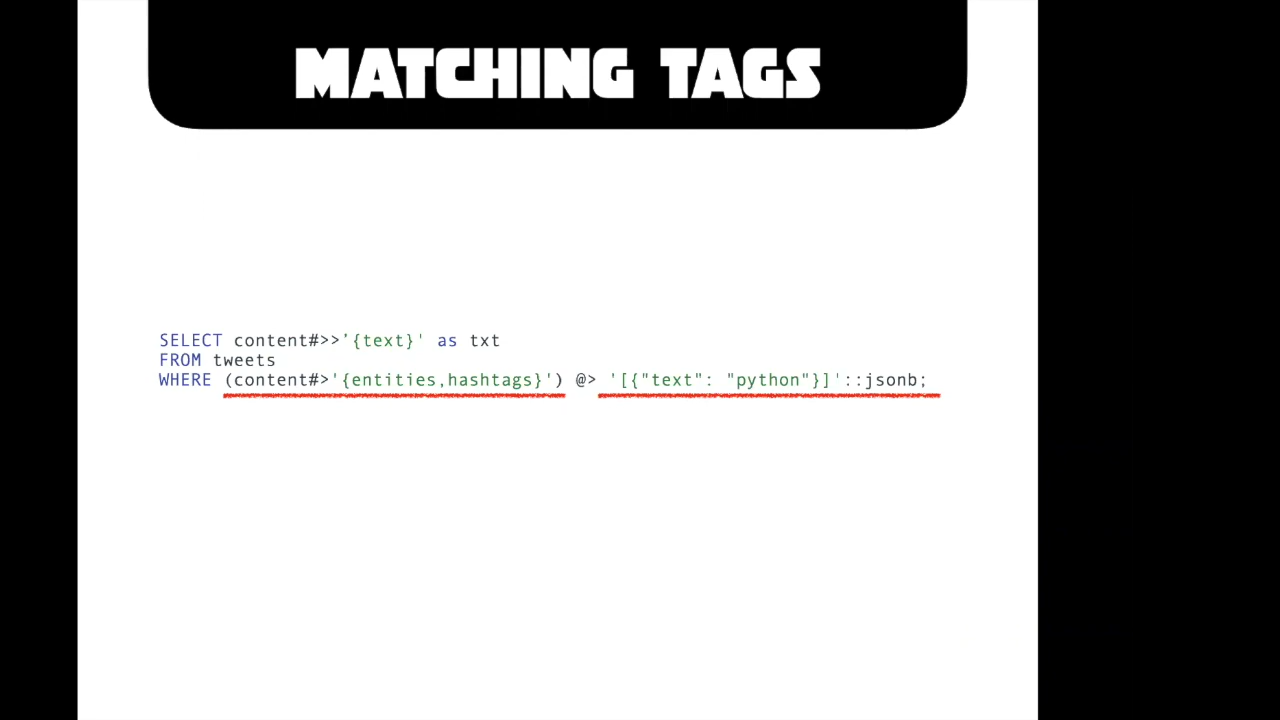 MATCHING TAGS
SELECT content#>>’{text}' as txt
FROM tweets
WHERE (content#>'{entities,hashtags}') @> '[{"text": "python"}]'::jsonb;